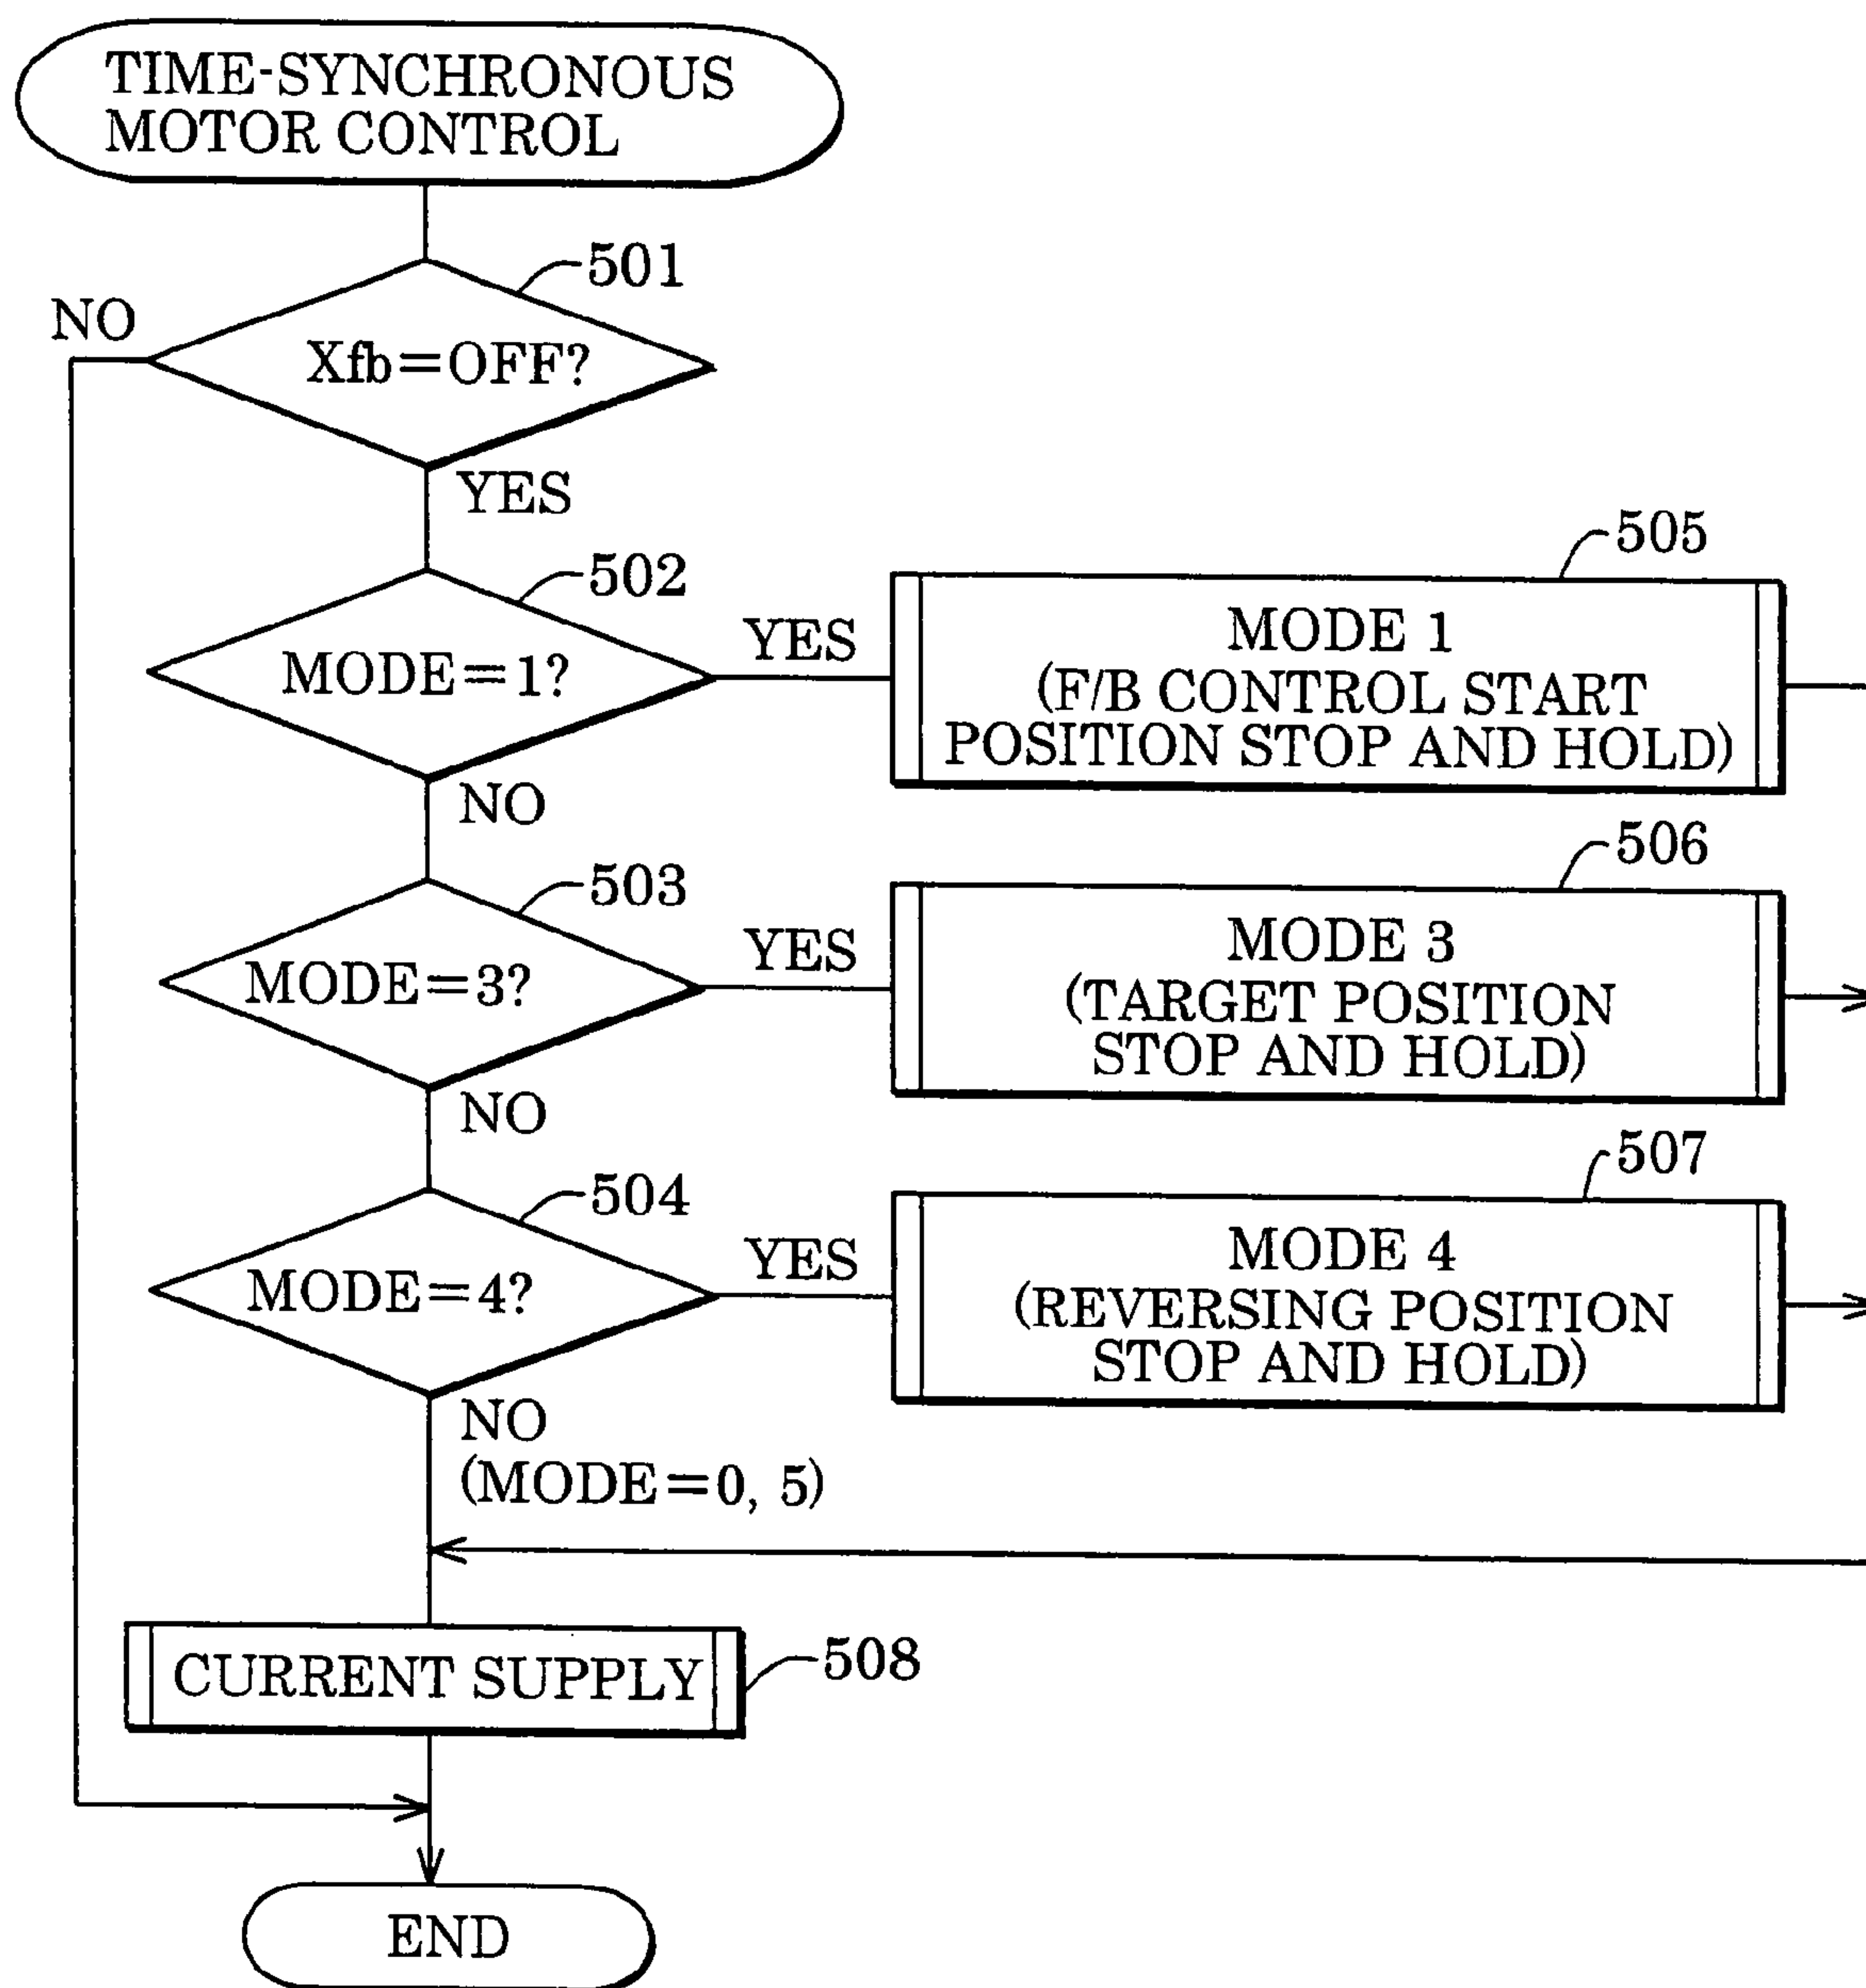 TIME-SYNCHRONOUS
MOTOR CONTROL
501
NO
Xfb=OFF?
YES
502
MODE=1?
YES
505
MODE 1
(F/B CONTROL START
POSITION STOP AND HOLD)
NO
503
MODE=3?
YES
506
MODE 3
(TARGET POSITION
STOP AND HOLD)
NO
504
MODE=4?
YES
507
MODE 4
(REVERSING POSITION
STOP AND HOLD)
NO
(MODE=0, 5)
CURRENT SUPPLY
508
END